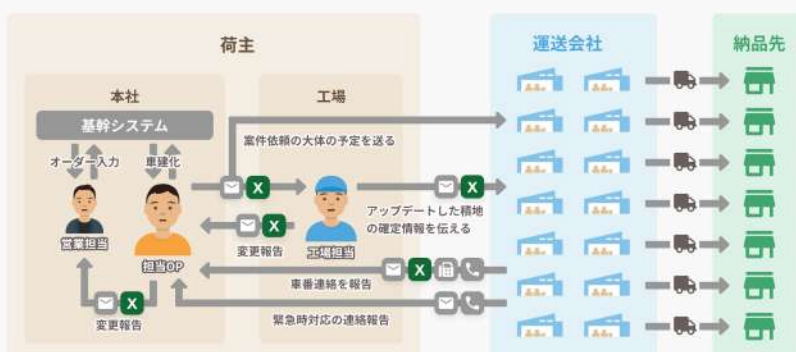 荷主
運送会社
納品先
本社
工場
基幹システム
案件依頼の大体の予定を送る
オーダー入力
車建化
X
X
アップデートした積地
の確定情報を伝える
営業担当
担当OP
X
変更報告
工場担当
X
車番連絡を報告
X
変更報告
緊急時対応の連絡報告